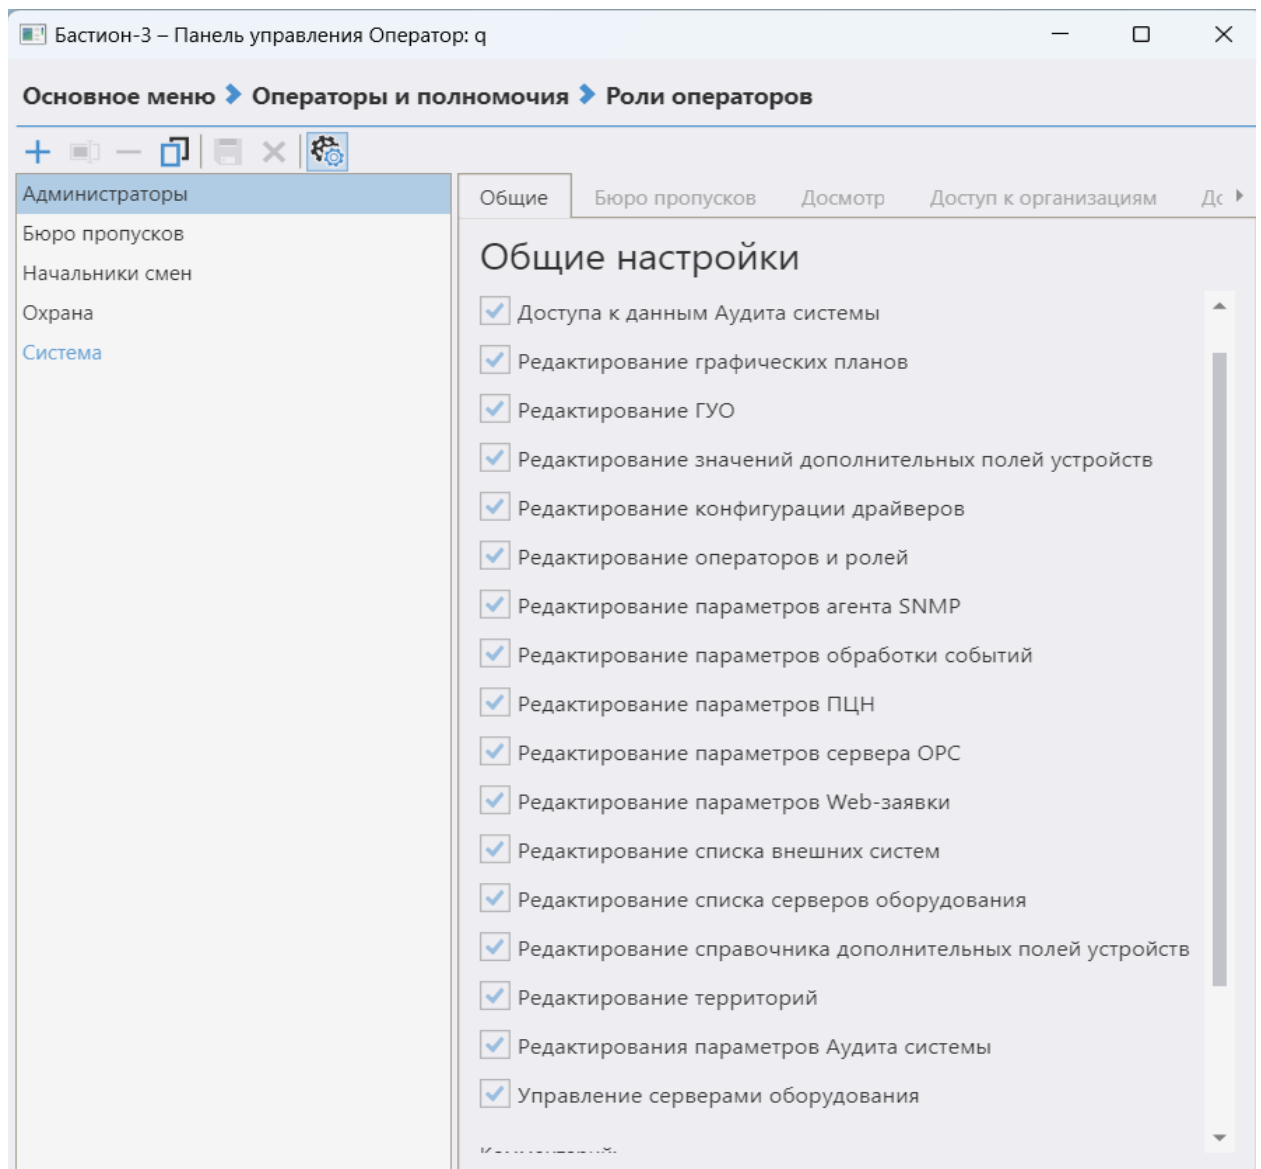 Бастион-3 – Панель управления Оператор: q
Основное меню Операторы и полномочия Роли операторов
Администраторы
Бюро пропусков
Начальники смен
Охрана
Система
Общие Бюро пропусков Досмотр Доступ к организациям
Общие настройки
Доступа к данным Аудита системы
Редактирование графических планов
Редактирование ГУО
Редактирование значений дополнительных полей устройств
Редактирование конфигурации драйверов
Редактирование операторов и ролей
Редактирование параметров агента SNMP
Редактирование параметров обработки событий
Редактирование параметров ПЦН
Редактирование параметров сервера OPC
Редактирование параметров Web-заявки
Редактирование списка внешних систем
Редактирование списка серверов оборудования
Редактирование справочника дополнительных полей устройств
Редактирование территорий
Редактирования параметров Аудита системы
Управление серверами оборудования